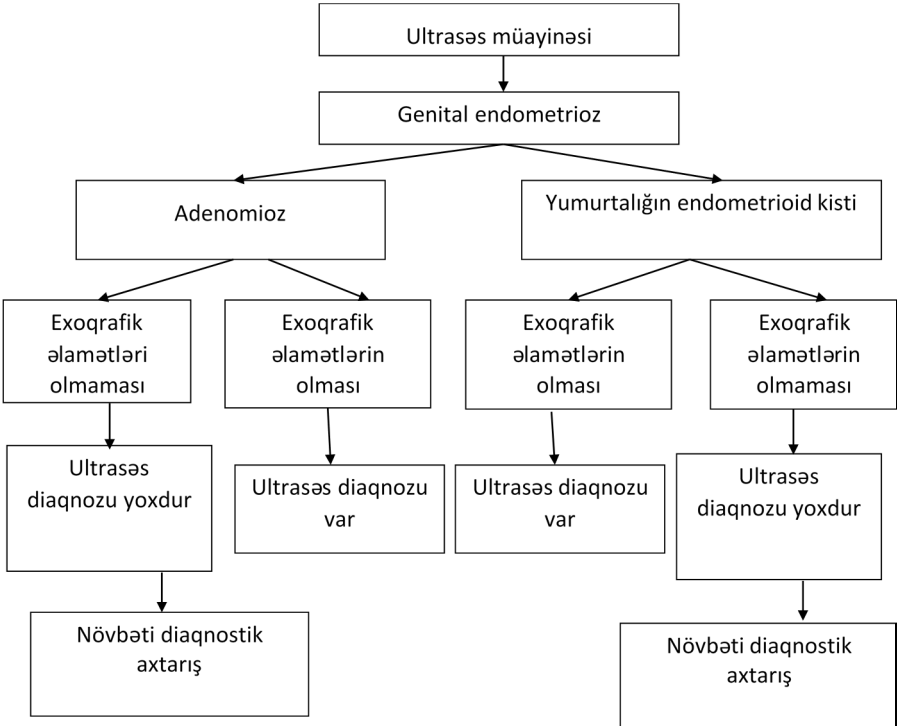 Ultrasəs müayinəsi
Genital endometrioz
Adenomioz
Yumurtalığın endometrioid kisti
Exoqrafik
əlamətləri
olmaması
Exoqrafik
əlamətlərin
olması
Exoqrafik
əlamətlərin
olması
Exoqrafik
əlamətlərin
olmaması
Ultrasəs
diaqnozu yoxdur
Ultrasəs diaqnozu
var
Ultrasəs diaqnozu
var
Ultrasəs
diaqnozu yoxdur
Növbəti diaqnostik
axtarış
Növbəti diaqnostik
axtarış